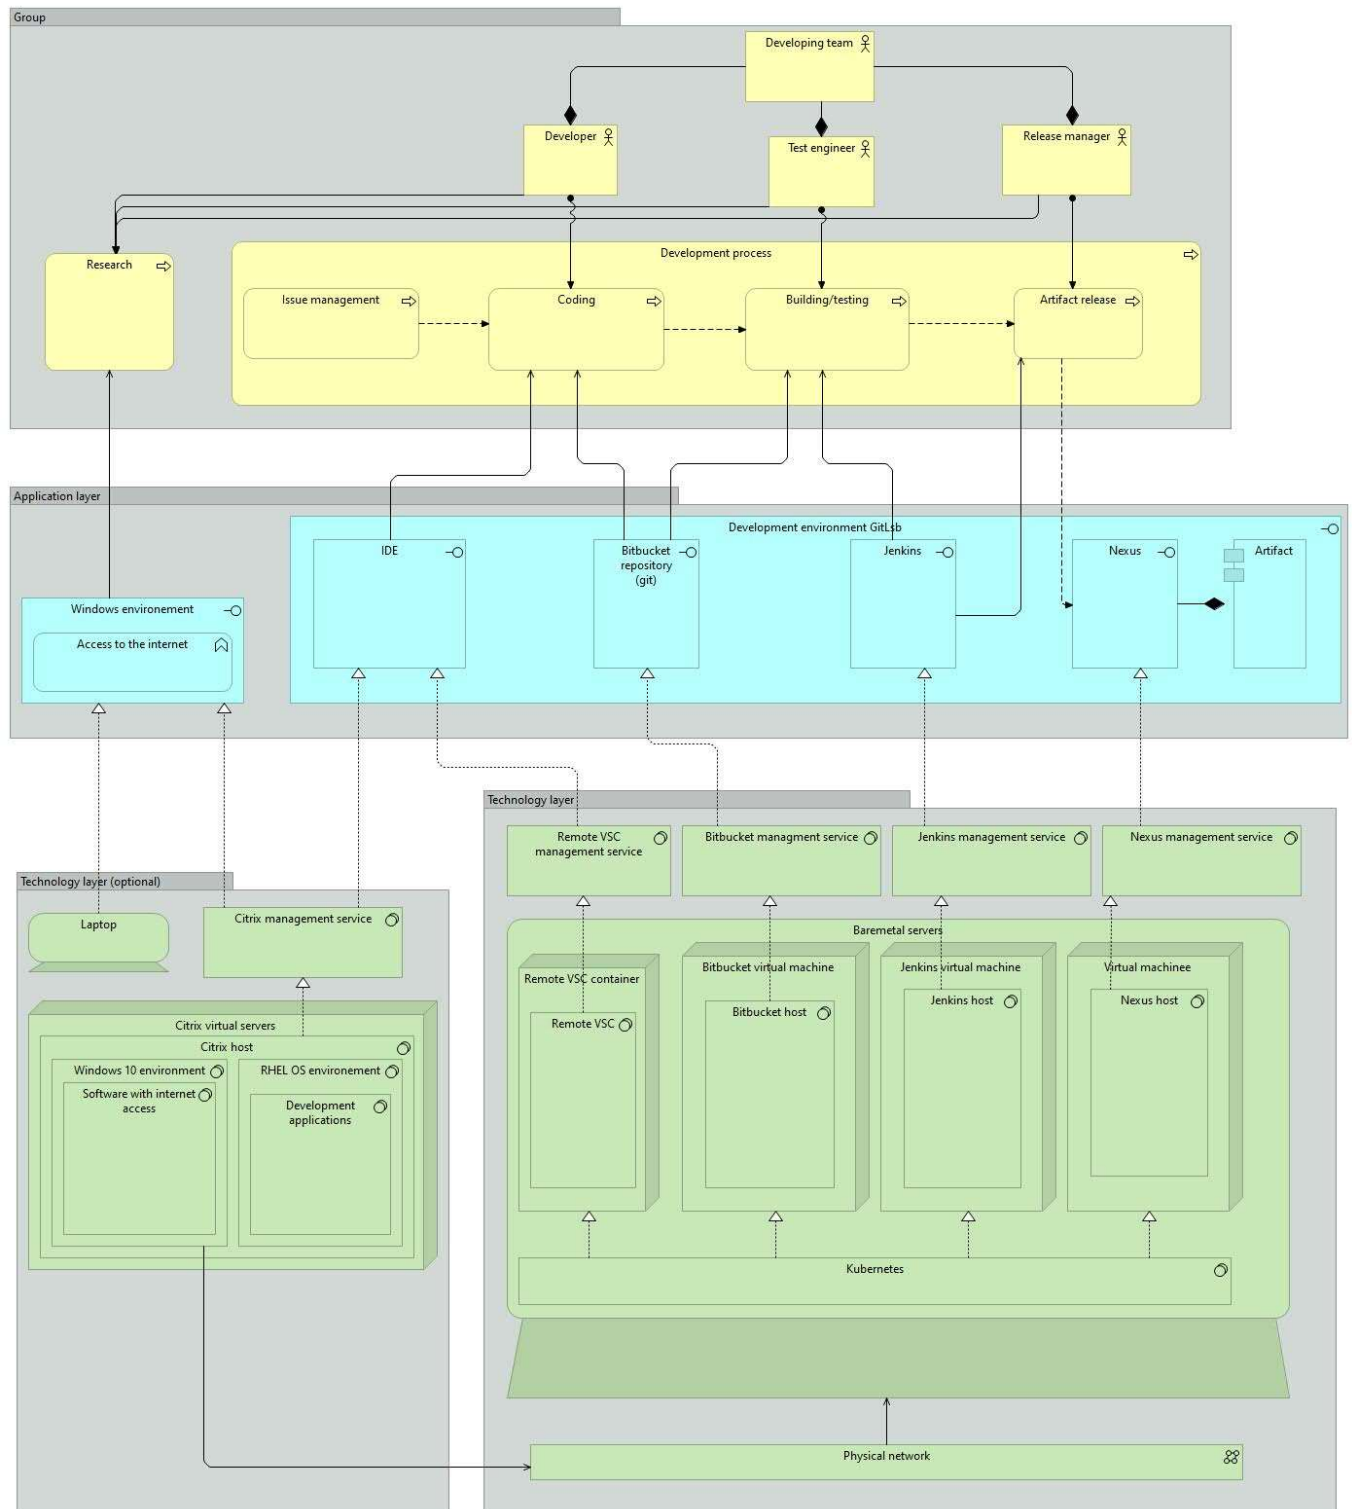 Group
Developing team
Developer
Test engineer
Release manager
Research
Development process
Issue management
Coding
Building/testing
Artifact release
Application layer
Development environment GitLsb
IDE
Bitbucket
repository
(git)
Jenkins
Nexus
Artifact
Windows environement
Access to the internet
Technology layer
Remote VSC
management service
Bitbucket managment service
Jenkins management service
Nexus management service
Technology layer (optional)
Laptop
Citrix management service
Baremetal servers
Remote VSC container
Bitbucket virtual machine
Jenkins virtual machine
Virtual machinee
Remote VSC
Bitbucket host
Jenkins host
Nexus host
Citrix virtual servers
Citrix host
Windows 10 environment
RHEL OS environement
Software with internet
access
Development
applications
Kubernetes
Physical network